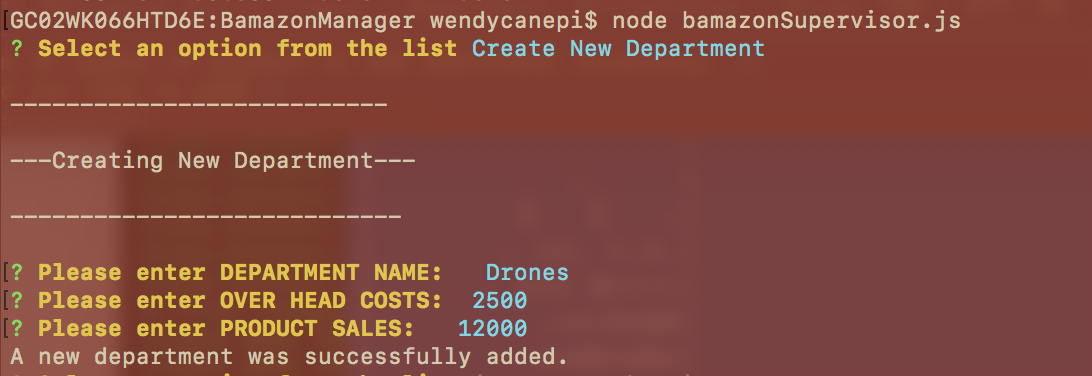 [GC02WK066HTD6E:BamazonManager wendycanepi$ node bamazonSupervisor.js
? Select an option from the list Create New Department
---------------------------
---Creating New Department---
----------------------------
[? Please enter DEPARTMENT NAME:   Drones
[? Please enter OVER HEAD COSTS:  2500
[? Please enter PRODUCT SALES:   12000
A new department was successfully added.